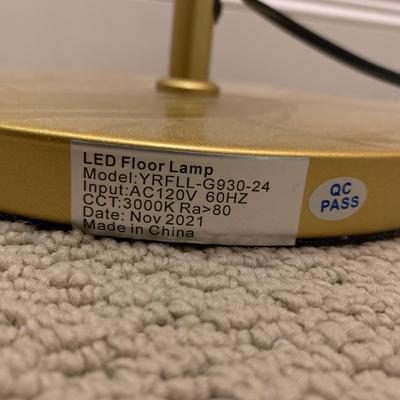 LED Floor Lamp
Model:YRFLL-G930-24
Input:AC120V 60HZ
CCT:3000K Ra>80
Date: Nov 2021
Made in China
QC
PASS